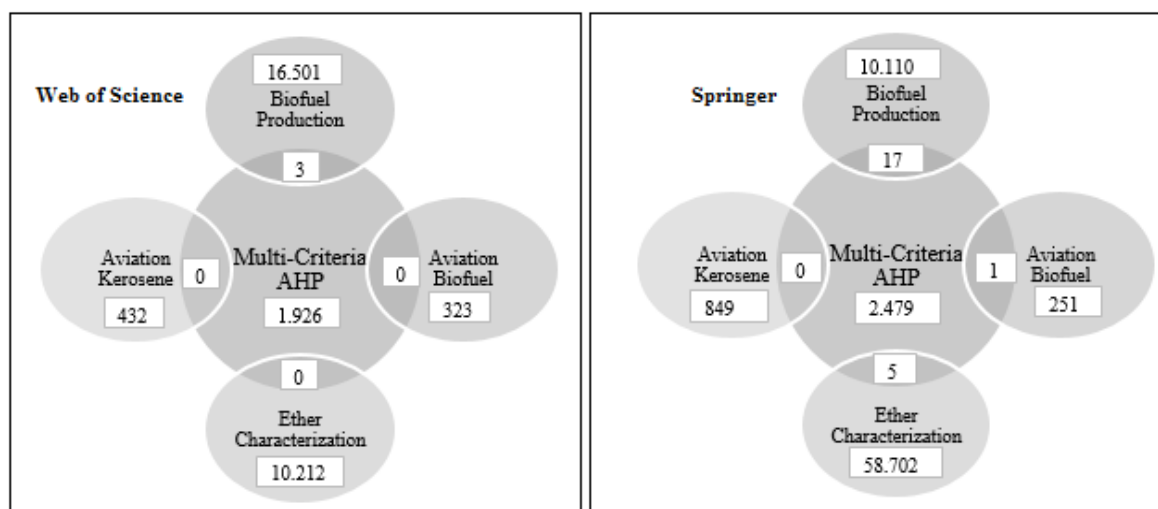 Web of Science
16.501
Biofuel
Production
3
Aviation
Kerosene
432
0
Multi-Criteria
AHP
1.926
0
Aviation
Biofuel
323
0
Ether
Characterization
10.212
Springer
10.110
Biofuel
Production
17
Aviation
Kerosene
849
0
Multi-Criteria
AHP
2.479
1
Aviation
Biofuel
251
5
Ether
Characterization
58.702